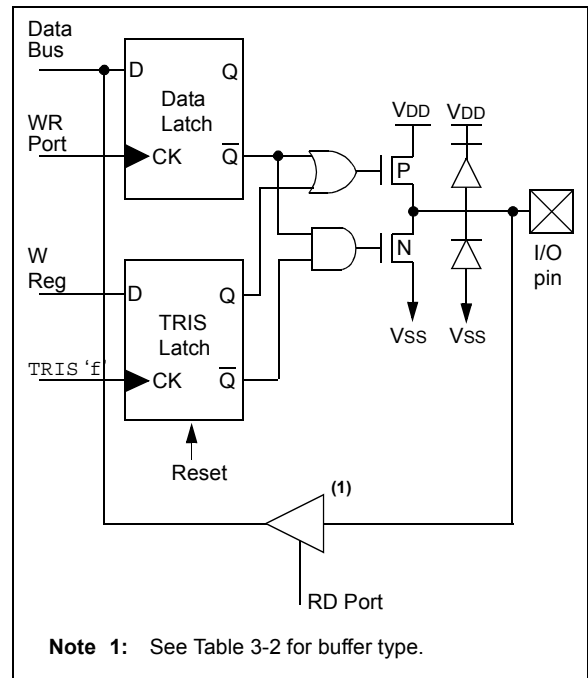 Data
Bus
D
Q
Data
Latch
WR
Port
CK
Q
VDD
VDD
P
N
I/O
pin
W
Reg
D
Q
TRIS
Latch
VSS
VSS
TRIS 'f'
CK
Q
Reset
(1)
RD Port
Note 1: See Table 3-2 for buffer type.